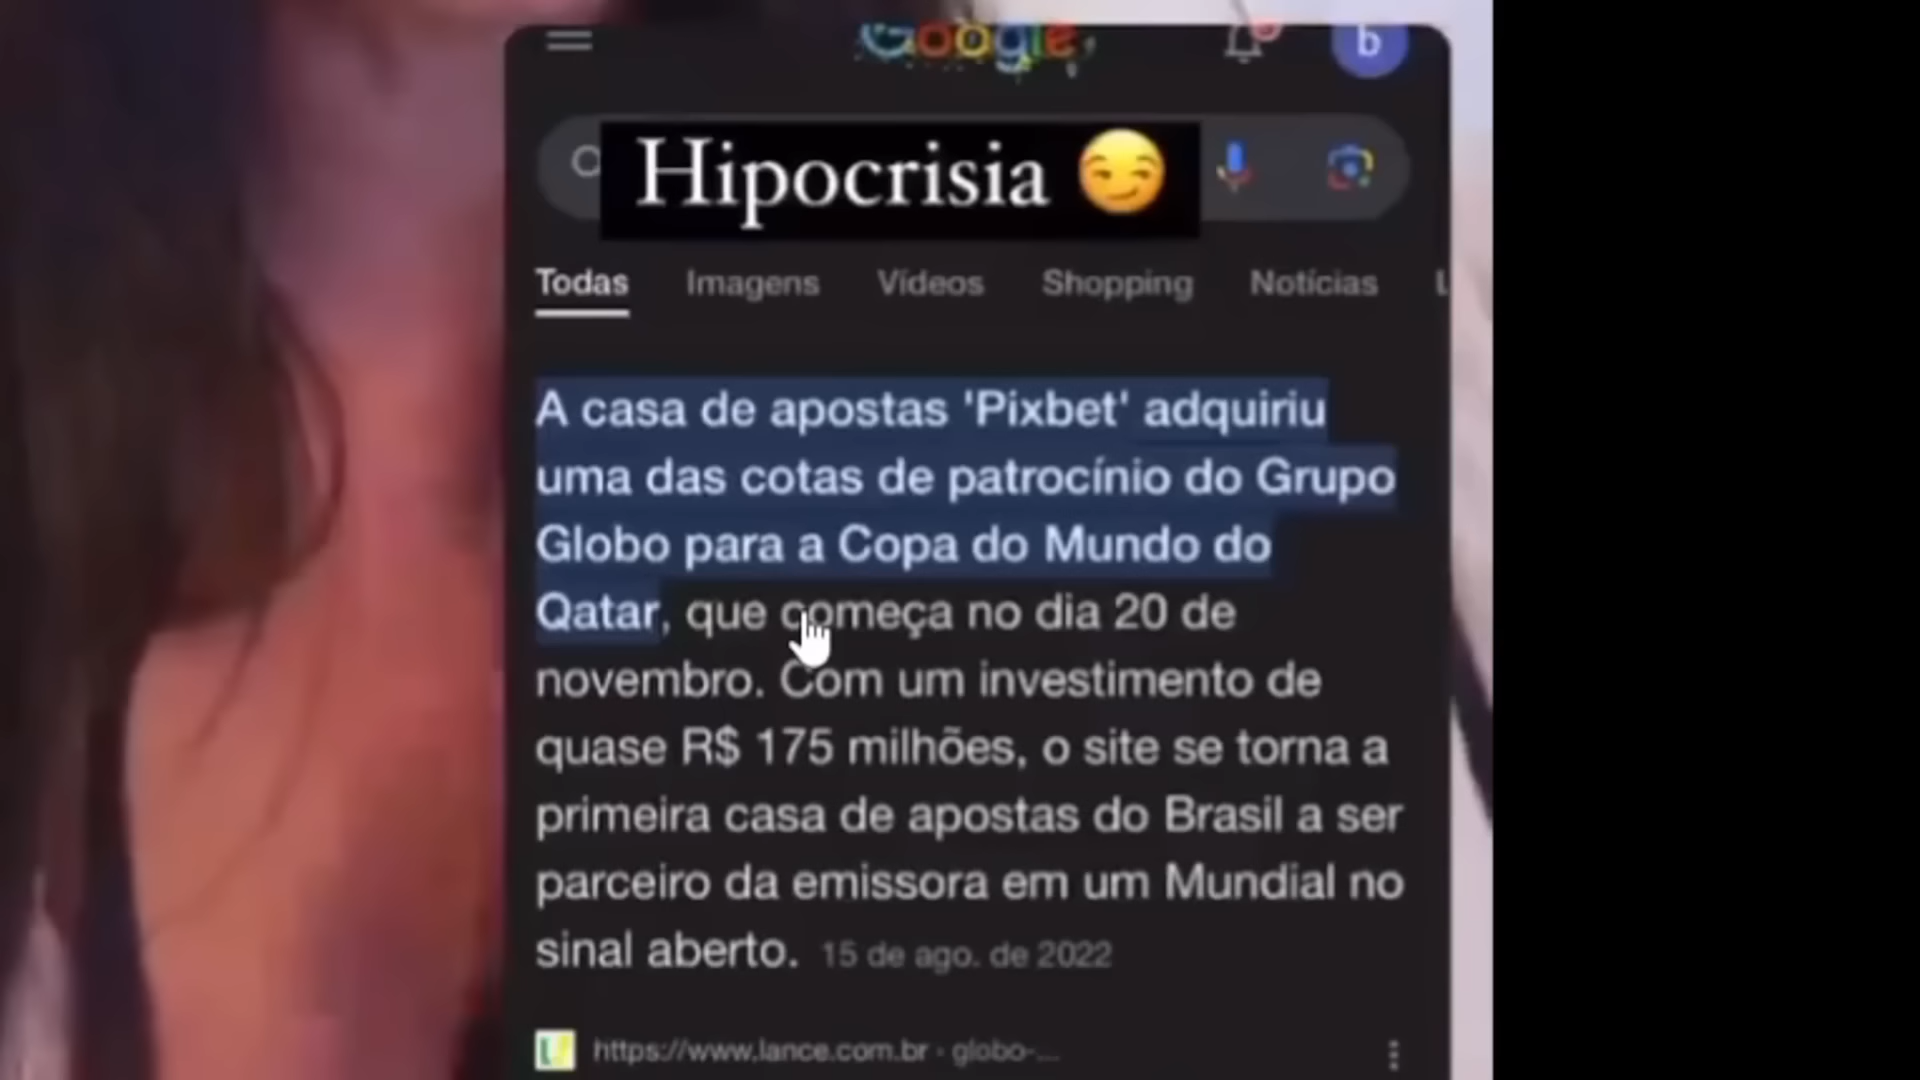 Google
b
Hipocrisia 😏
Todas Imagens Vídeos Shopping Notícias L
A casa de apostas 'Pixbet' adquiriu
uma das cotas de patrocínio do Grupo
Globo para a Copa do Mundo do
Qatar, que começa no dia 20 de
novembro. Com um investimento de
quase R$ 175 milhões, o site se torna a
primeira casa de apostas do Brasil a ser
parceiro da emissora em um Mundial no
sinal aberto. 15 de ago. de 2022
https://www.lance.com.br › globo-...